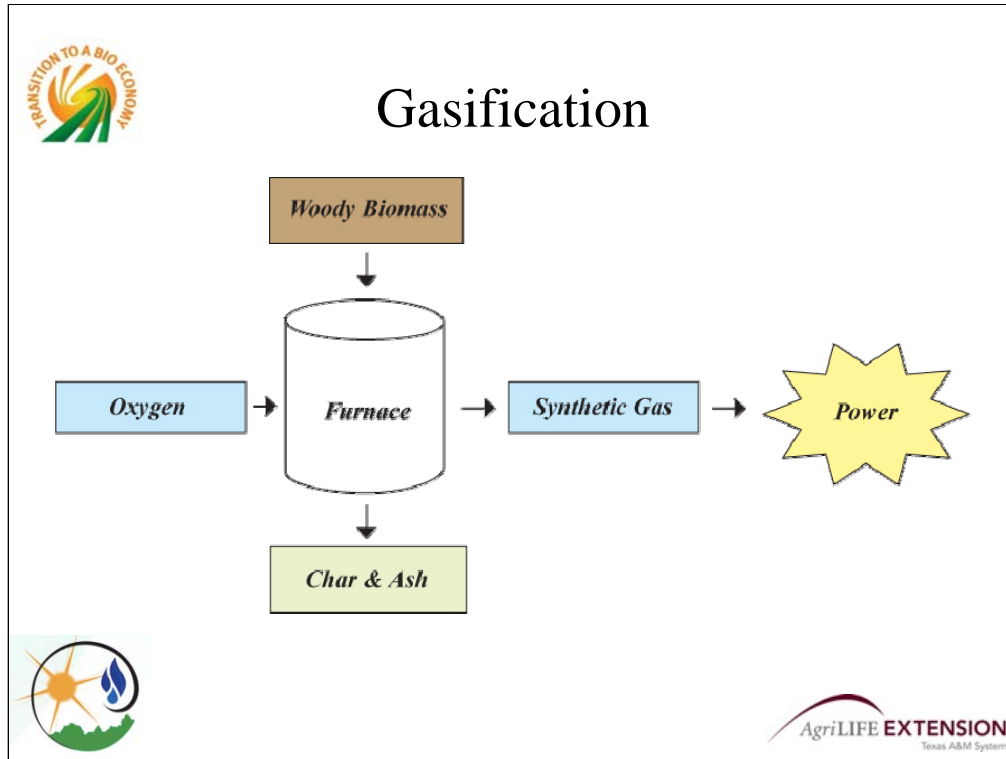 TRANSITION TO A BIO ECONOMY
Gasification
Woody Biomass
Oxygen
Furnace
Synthetic Gas
Power
Char & Ash
AgriLIFE EXTENSION
Texas A&M System